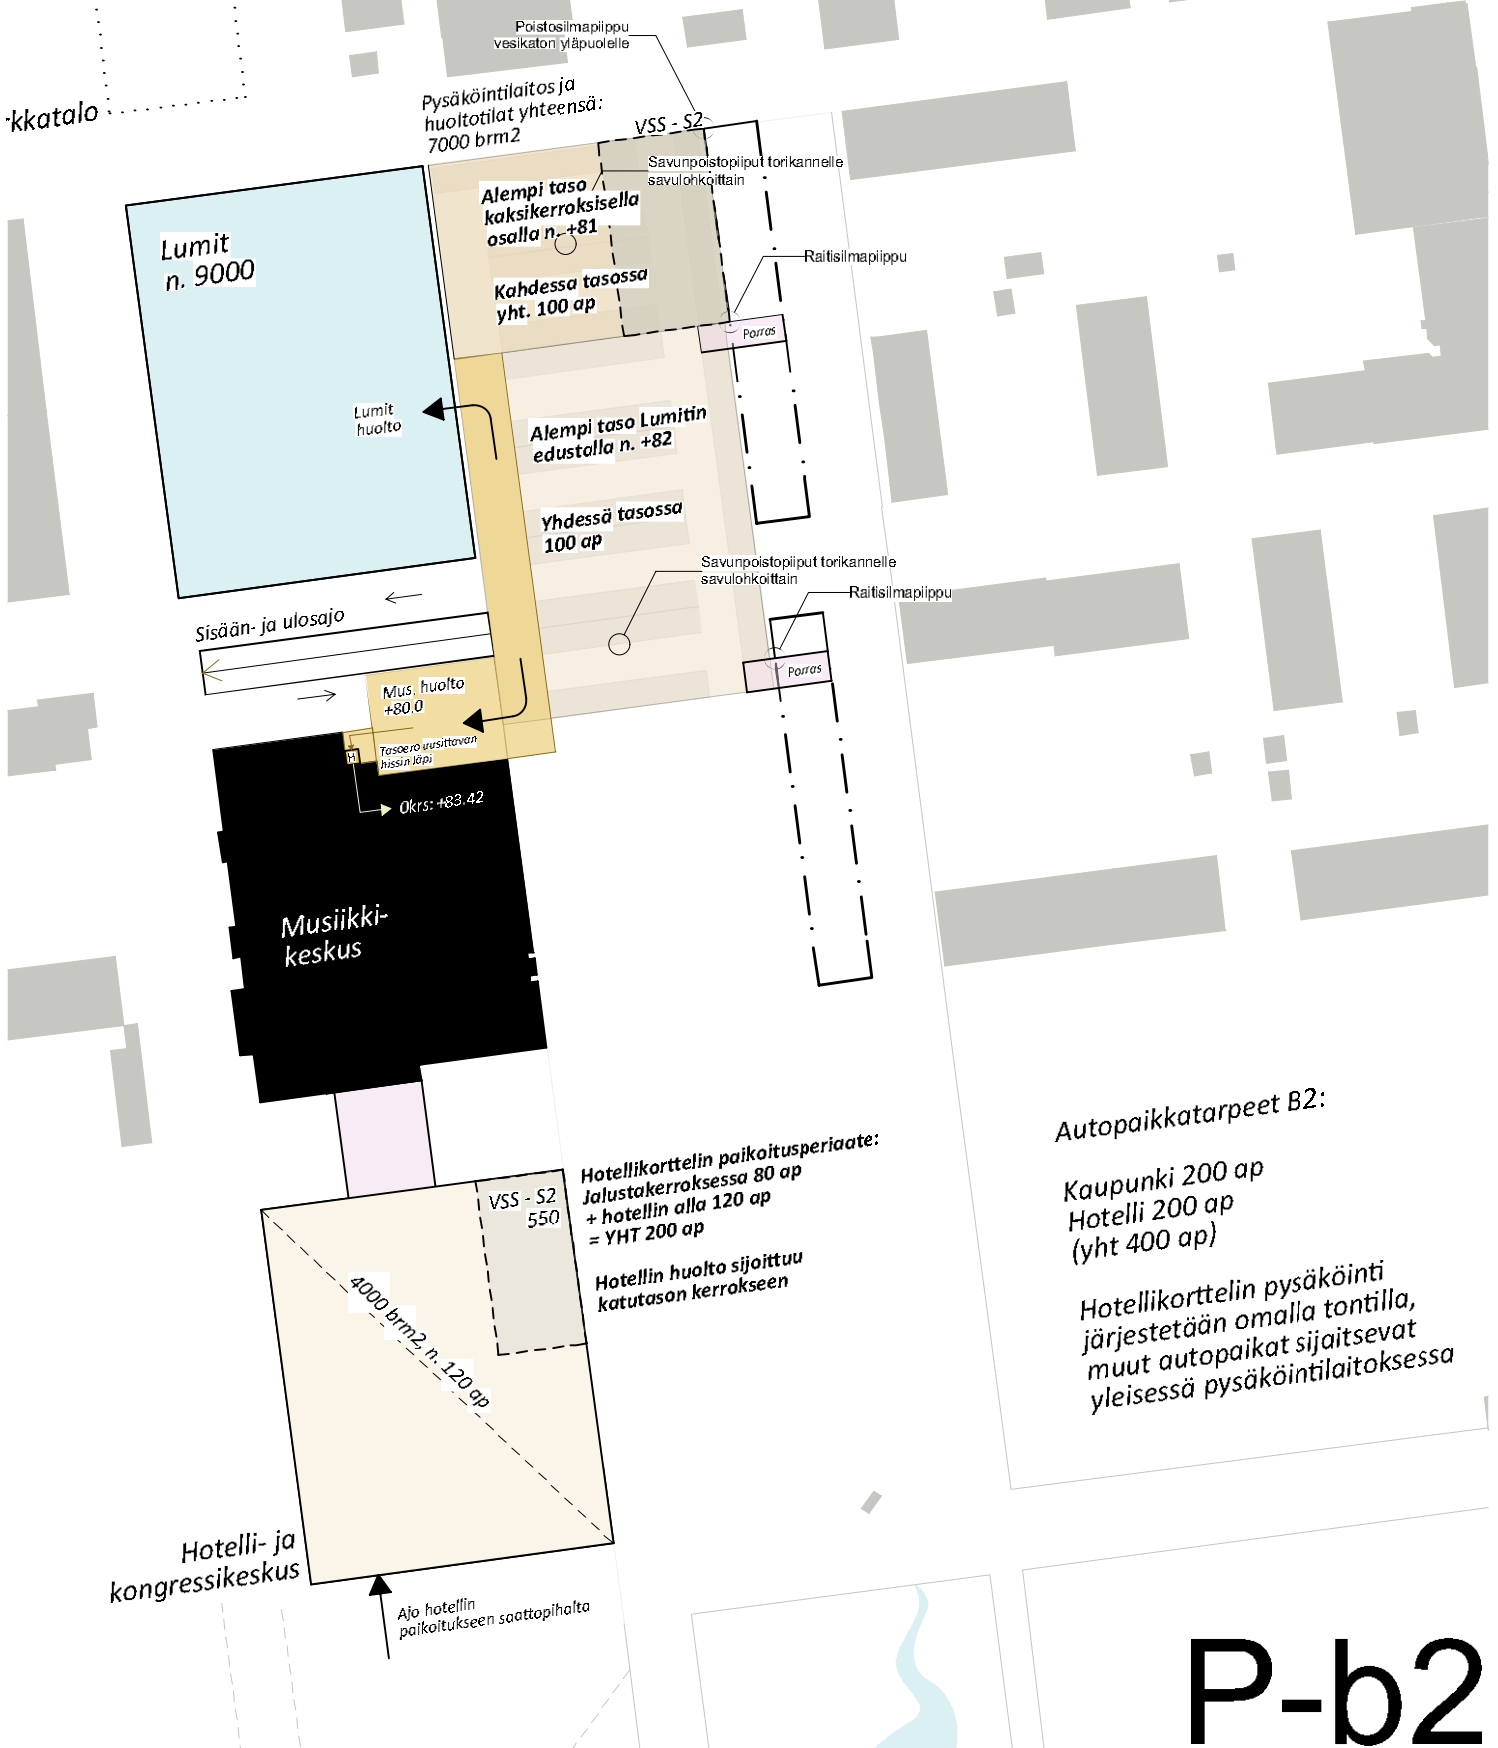 Poistosilmapiippu
vesikaton yläpuolelle
-kkatalo
Pysäköintilaitos ja
huoltotilat yhteensä:
7000 brm2
VSS - S2
Savunpoistopiiput torikannelle
savulohkoittain
Alempi taso
kaksikerroksisella
osalla n. +81
Lumit
n. 9000
Raitisilmapiippu
Kahdessa tasossa
yht. 100 ap
Porras
Lumit
huolto
Alempi taso Lumitin
edustalla n. +82
Yhdessä tasossa
100 ap
Savunpoistopiiput torikannelle
savulohkoittain
Raitisilmapiippu
Sisään- ja ulosajo
Porras
Mus. huolto
+80,0
Tasoero uusittavan
hissin läpi
H
0krs: +83.42
Musiikki-
keskus
Autopaikkatarpeet B2:
Kaupunki 200 ap
Hotelli 200 ap
(yht 400 ap)
Hotellikorttelin pysäköinti
järjestetään omalla tontilla,
muut autopaikat sijaitsevat
yleisessä pysäköintilaitoksessa
Hotellikorttelin paikoitusperiaate:
Jalustakerroksessa 80 ap
+ hotellin alla 120 ap
= YHT 200 ap
Hotellin huolto sijoittuu
katutason kerrokseen
VSS - S2
550
4000 brm2, n. 120 ap
Hotelli- ja
kongressikeskus
Ajo hotellin
paikoitukseen saattopihalta
P-b2